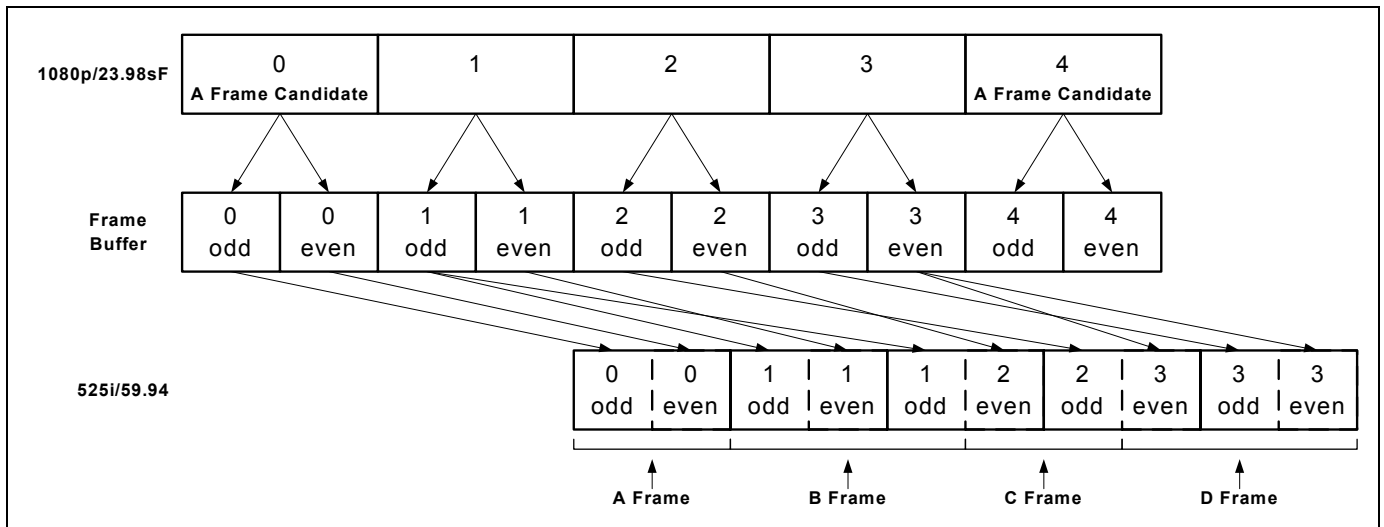 1080p/23.98sF
0
A Frame Candidate
1
2
3
4
A Frame Candidate
Frame
Buffer
0
odd
0
even
1
odd
1
even
2
odd
2
even
3
odd
3
even
4
odd
4
even
525i/59.94
0
odd
0
even
1
odd
1
even
1
odd
2
even
2
odd
3
even
3
odd
3
even
A Frame
B Frame
C Frame
D Frame